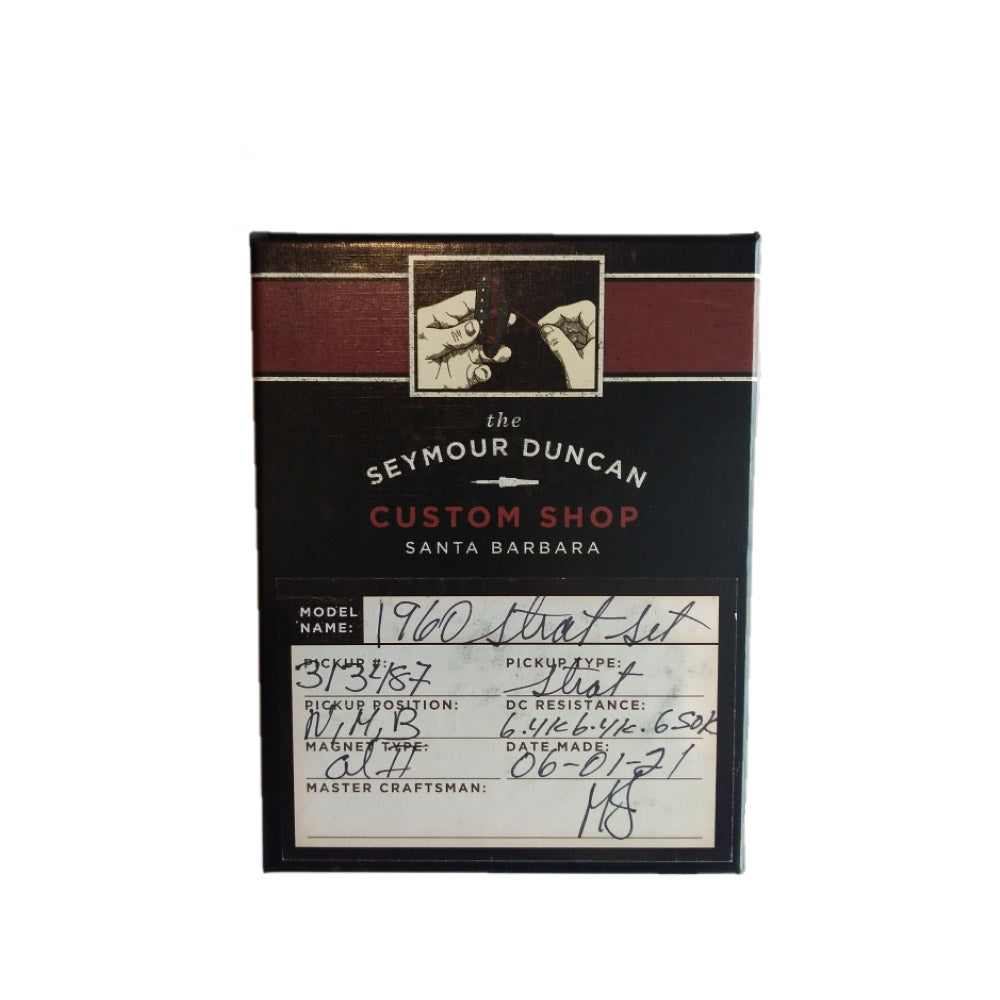 the
SEYMOUR DUNCAN
CUSTOM SHOP
SANTA BARBARA
MODEL NAME: 1960 Strat Set
PICKUP #: PICKUP TYPE:
313487 Strat
PICKUP POSITION: DC RESISTANCE:
N, M, B 6.4K 6.4K. 6.50K
MAGNET TYPE: DATE MADE:
al II 06-01-21
MASTER CRAFTSMAN:
MJ